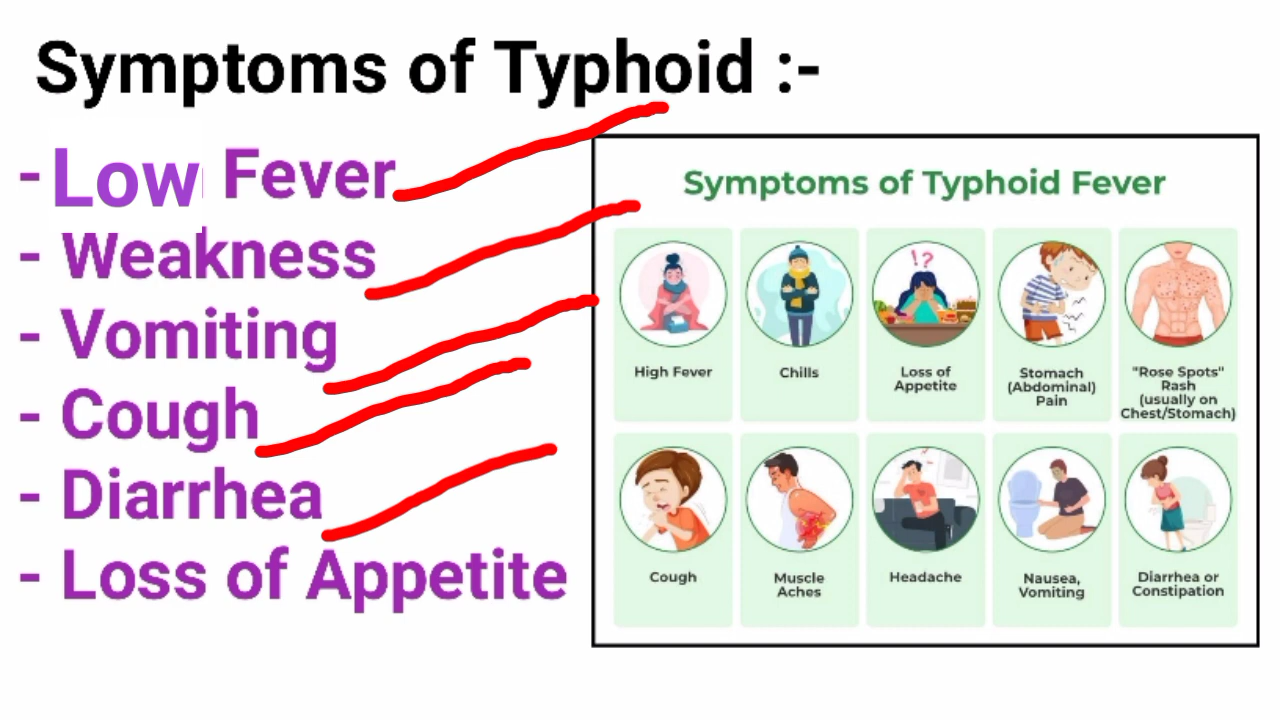 Symptoms of Typhoid :-
- Low Fever
- Weakness
- Vomiting
- Cough
- Diarrhea
- Loss of Appetite
Symptoms of Typhoid Fever
!?
High Fever
Chills
Loss of
Appetite
Stomach
(Abdominal)
Pain
"Rose Spots"
Rash
(usually on
Chest/Stomach)
Cough
Muscle
Aches
Headache
Nausea,
Vomiting
Diarrhea or
Constipation